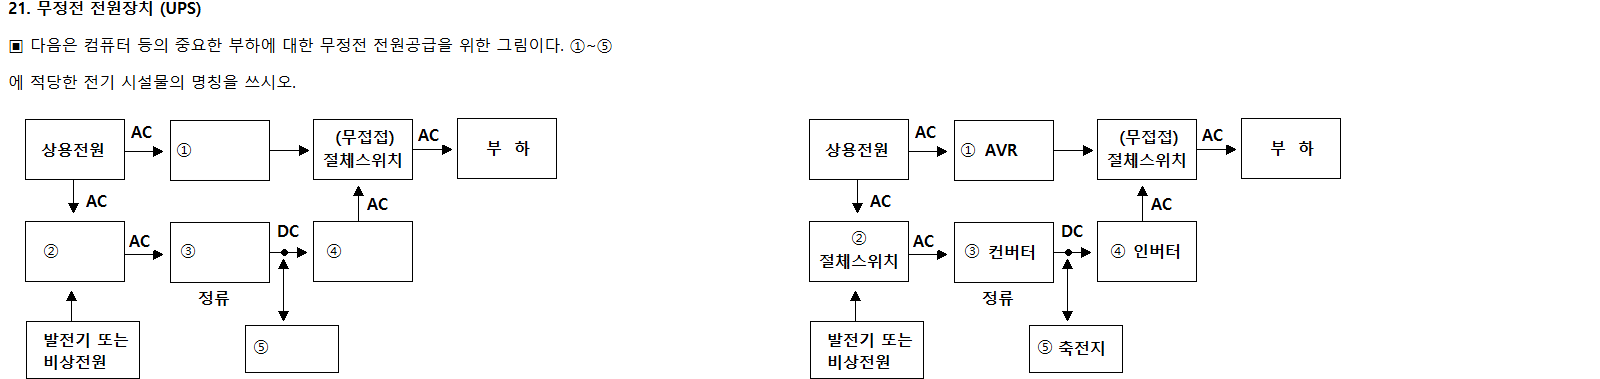 21. 무정전 전원장치 (UPS)
▣ 다음은 컴퓨터 등의 중요한 부하에 대한 무정전 전원공급을 위한 그림이다. ①~⑤
에 적당한 전기 시설물의 명칭을 쓰시오.
상용전원
AC
①
(무접접)
절체스위치
AC
부 하
AC
AC
②
AC
③
DC
④
정류
발전기 또는
비상전원
⑤
상용전원
AC
① AVR
(무접접)
절체스위치
AC
부 하
AC
AC
②
절체스위치
AC
③ 컨버터
DC
④ 인버터
정류
발전기 또는
비상전원
⑤ 축전지